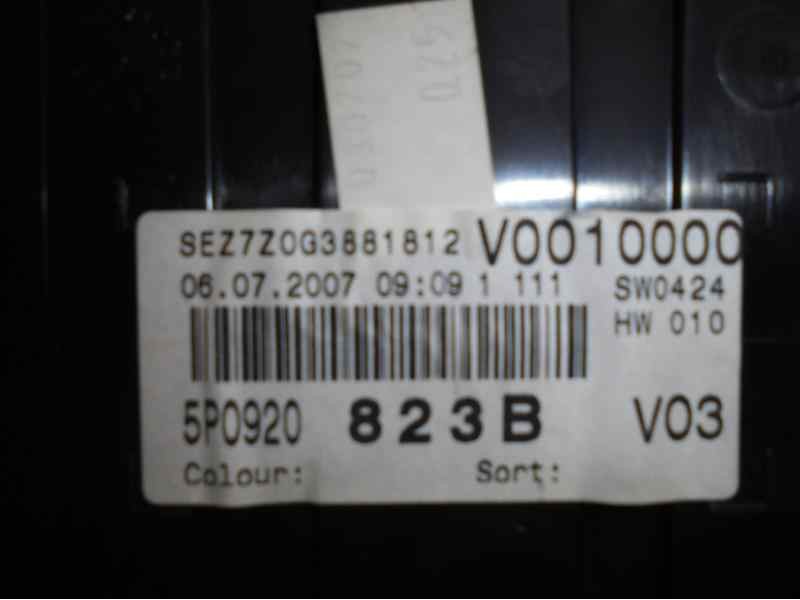 SEZ7Z0G3881812 V0010000
06.07.2007 09:09 1 111 SW0424
HW 010
5P0920 823B V03
Colour: Sort: